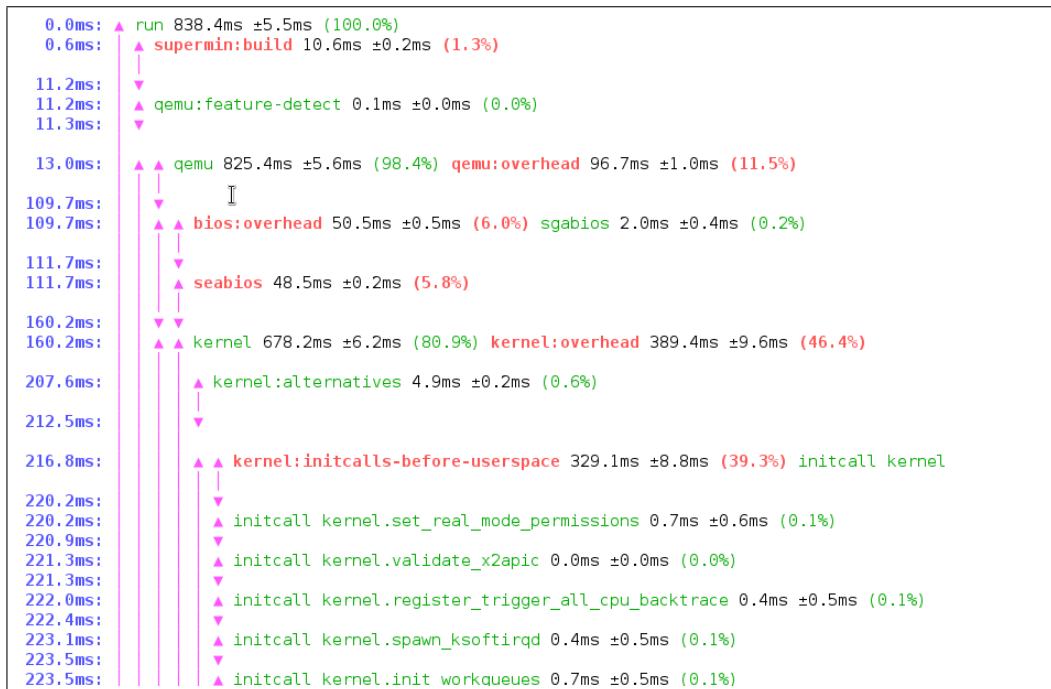 0.0ms: ▲ run 838.4ms ±5.5ms (100.0%)
0.6ms: ▲ supermin:build 10.6ms ±0.2ms (1.3%)
11.2ms: ▼
11.2ms: ▲ qemu:feature-detect 0.1ms ±0.0ms (0.0%)
11.3ms: ▼
13.0ms: ▲ ▲ qemu 825.4ms ±5.6ms (98.4%) qemu:overhead 96.7ms ±1.0ms (11.5%)
109.7ms: ▼
109.7ms: ▲ ▲ bios:overhead 50.5ms ±0.5ms (6.0%) sgabios 2.0ms ±0.4ms (0.2%)
111.7ms: ▼
111.7ms: ▲ seabios 48.5ms ±0.2ms (5.8%)
160.2ms: ▼ ▼
160.2ms: ▲ ▲ kernel 678.2ms ±6.2ms (80.9%) kernel:overhead 389.4ms ±9.6ms (46.4%)
207.6ms: ▲ kernel:alternatives 4.9ms ±0.2ms (0.6%)
212.5ms: ▼
216.8ms: ▲ ▲ kernel:initcalls-before-userspace 329.1ms ±8.8ms (39.3%) initcall kernel
220.2ms: ▼
220.2ms: ▲ initcall kernel.set_real_mode_permissions 0.7ms ±0.6ms (0.1%)
220.9ms: ▼
221.3ms: ▲ initcall kernel.validate_x2apic 0.0ms ±0.0ms (0.0%)
221.3ms: ▼
222.0ms: ▲ initcall kernel.register_trigger_all_cpu_backtrace 0.4ms ±0.5ms (0.1%)
222.4ms: ▼
223.1ms: ▲ initcall kernel.spawn_ksoftirqd 0.4ms ±0.5ms (0.1%)
223.5ms: ▼
223.5ms: ▲ initcall kernel.init_workqueues 0.7ms ±0.5ms (0.1%)